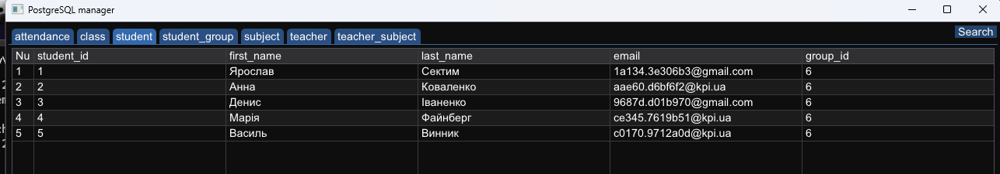 PostgreSQL manager
attendance class student student_group subject teacher teacher_subject Search
Nu student_id first_name last_name email group_id
1 1 Ярослав Сектим 1a134.3e306b3@gmail.com 6
2 2 Анна Коваленко aae60.d6bf6f2@kpi.ua 6
3 3 Денис Іваненко 9687d.d01b970@gmail.com 6
4 4 Марія Файнберг ce345.7619b51@kpi.ua 6
5 5 Василь Винник c0170.9712a0d@kpi.ua 6